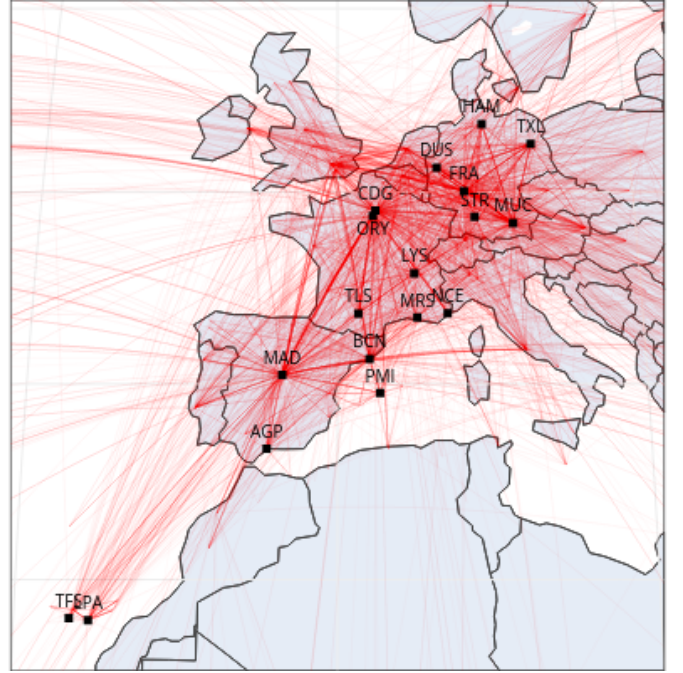 HAM
TXL
DUS
FRA
CDG
STR
MUC
ORY
LYS
TLS
MRS
NCE
BCN
MAD
PMI
AGP
TFS
LPA